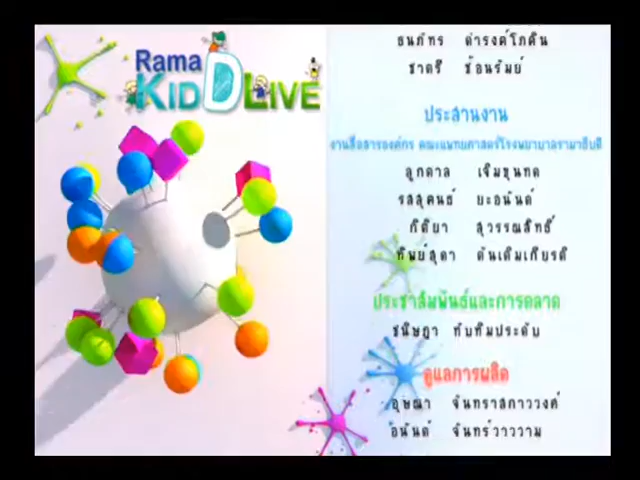 Rama
KIDDLIVE
ธนภัทร ดำรงค์โภคิน
ชาตรี ช้อนรัมย์
ประสานงาน
งานสื่อสารองค์กร คณะแพทยศาสตร์โรงพยาบาลรามาธิบดี
ลูกตาล เจิมขุนทด
รสสุคนธ์ ยะอนันต์
กิติยา สุวรรณสิทธิ์
ทิพย์สุดา ตันเติมเกียรติ
ประชาสัมพันธ์และการตลาด
ชนิษฎา ทับทิมประดับ
ดูแลการผลิต
อุษณา จันทราสกาววงศ์
อนันต์ จันทร์วาววาม